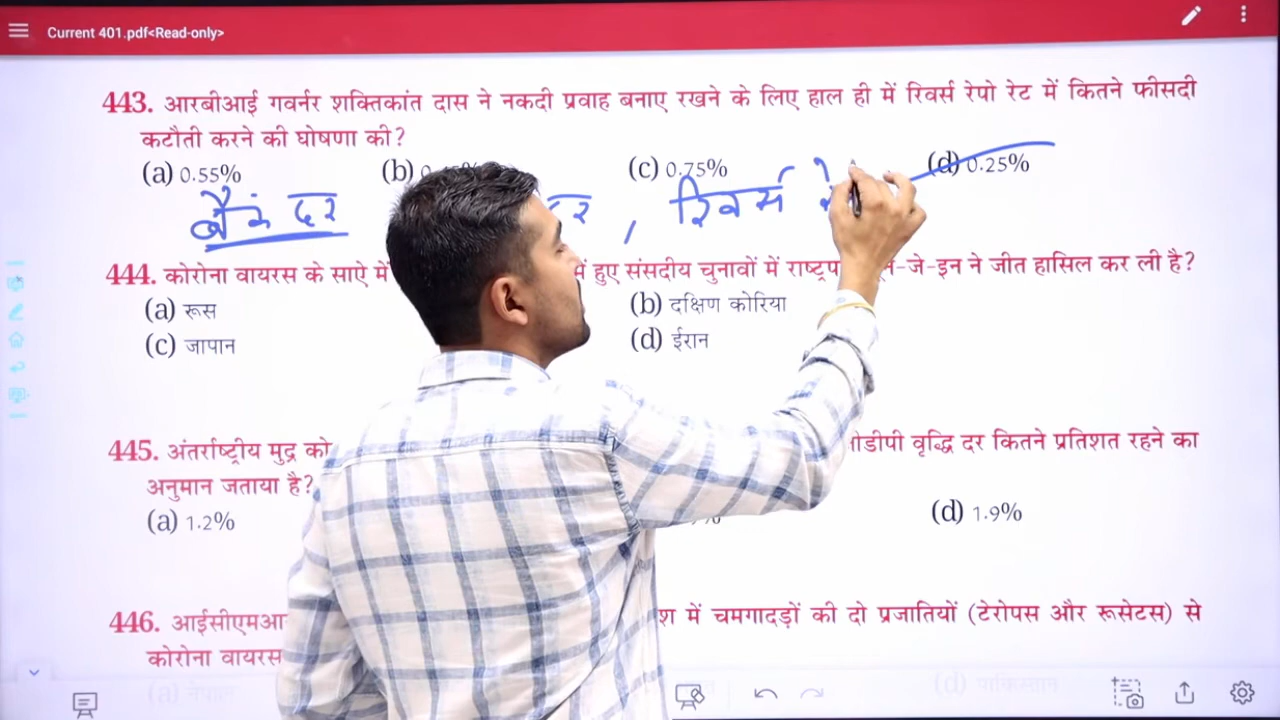 Current 401.pdf<Read-only>
443. आरबीआई गवर्नर शक्तिकांत दास ने नकदी प्रवाह बनाए रखने के लिए हाल ही में रिवर्स रेपो रेट में कितने फीसदी
कटौती करने की घोषणा की?
(a) 0.55% (b) (c) 0.75% (d) 0.25%
बैंक दर , रिवर्स
444. कोरोना वायरस के साऐ में में हुए संसदीय चुनावों में जे-इन ने जीत हासिल कर ली है?
(a) रूस (b) दक्षिण कोरिया
(c) जापान (d) ईरान
445. अंतर्राष्ट्रीय मुद्र को वृद्धि दर कितने प्रतिशत रहने का
अनुमान जताया है?
(a) 1.2% (d) 1.9%
446. आईसीएमआ में चमगादड़ों की दो प्रजातियों (टेरोपस और रूसेटस) से
कोरोना वायरस
(a) नेपाल (d) पाकिस्तान